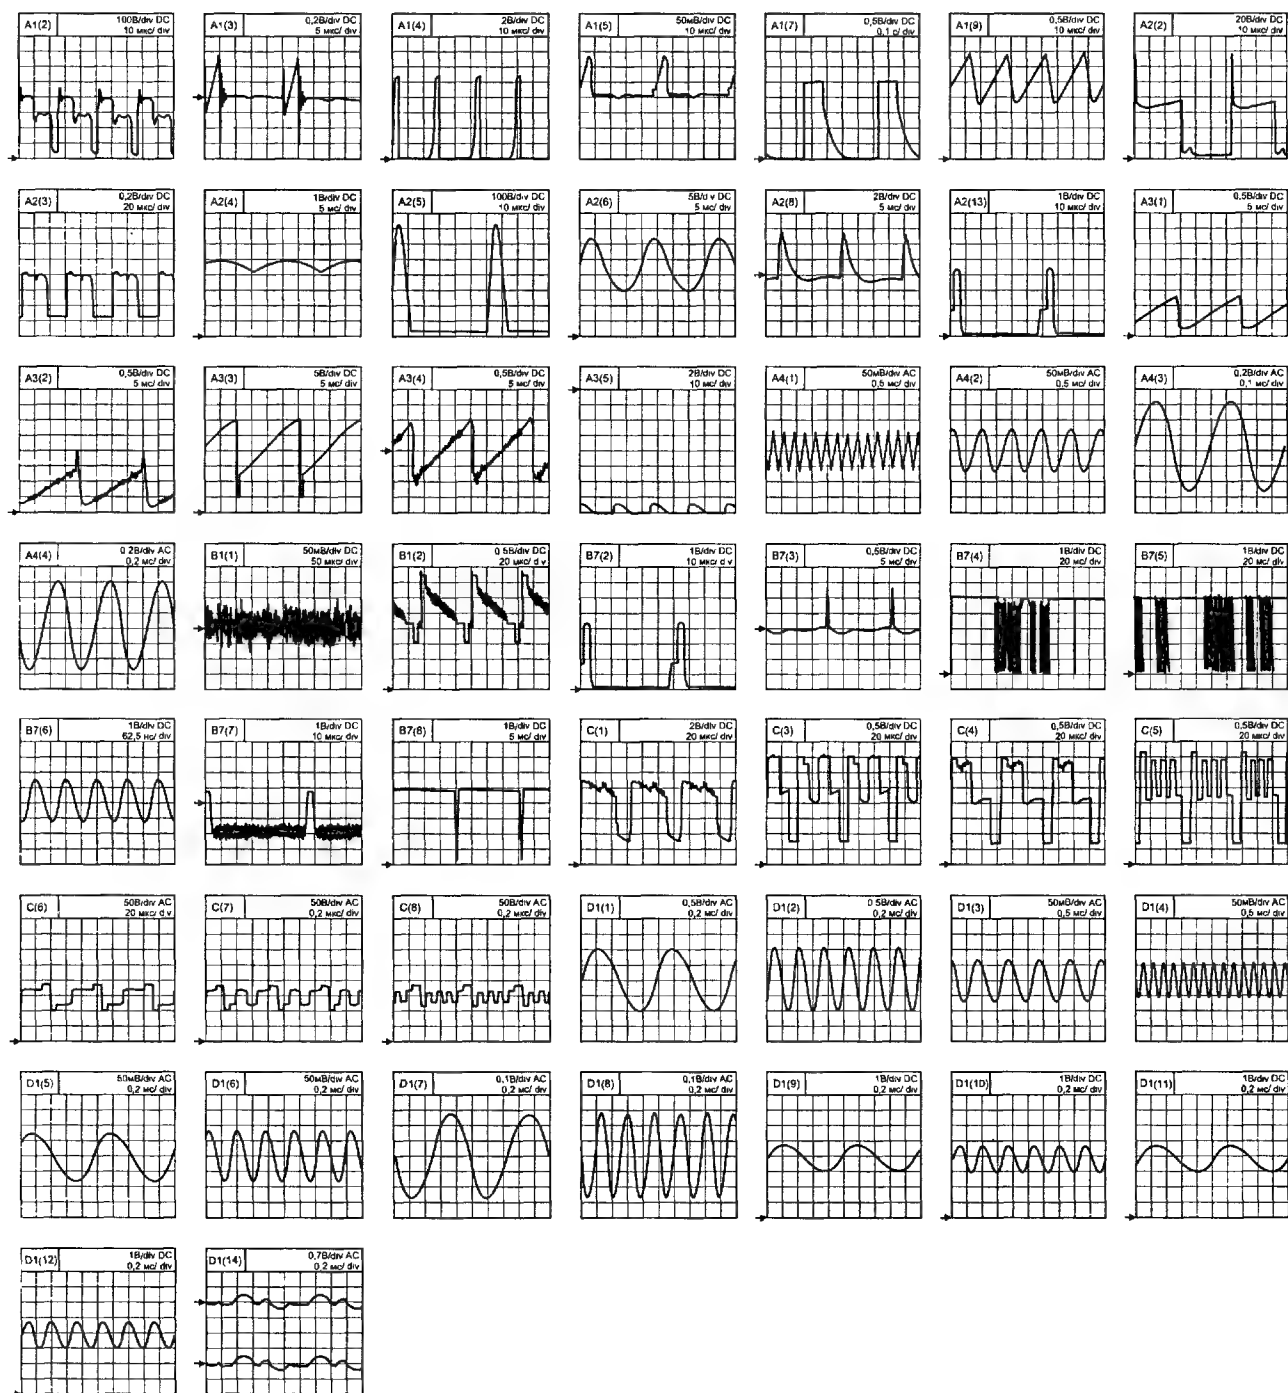 A1(2)
100В/div DC
10 мкс/ div
A1(3)
0,2В/div DC
5 мкс/ div
A1(4)
2В/div DC
10 мкс/ div
A1(5)
50мВ/div DC
10 мкс/ div
A1(7)
0,5В/div DC
0,1 с/ div
A1(9)
0,5В/div DC
10 мкс/ div
A2(2)
20В/div DC
10 мкс/ div
A2(3)
0,2В/div DC
20 мкс/ div
A2(4)
1В/div DC
5 мс/ div
A2(5)
100В/div DC
10 мкс/ div
A2(6)
5В/d v DC
5 мс/ div
A2(8)
2В/div DC
5 мс/ div
A2(13)
1В/div DC
10 мкс/ div
A3(1)
0,5В/div DC
5 мс/ div
A3(2)
0,5В/div DC
5 мс/ div
A3(3)
5В/div DC
5 мс/ div
A3(4)
0,5В/div DC
5 мс/ div
A3(5)
2В/div DC
10 мс/ div
A4(1)
50мВ/div AC
0,5 мс/ div
A4(2)
50мВ/div AC
0,5 мс/ div
A4(3)
0,2В/div AC
0,1 мс/ div
A4(4)
0 2В/div AC
0,2 мс/ div
B1(1)
50мВ/div DC
50 мкс/ div
B1(2)
0 5В/div DC
20 мкс/ d v
B7(2)
1В/div DC
10 мкс/ d v
B7(3)
0,5В/div DC
5 мс/ div
B7(4)
1В/div DC
20 мс/ div
B7(5)
1В/div DC
20 мс/ div
B7(6)
1В/div DC
62,5 нс/ div
B7(7)
1В/div DC
10 мкс/ div
B7(8)
1В/div DC
5 мс/ div
C(1)
2В/div DC
20 мкс/ div
C(3)
0,5В/div DC
20 мкс/ div
C(4)
0,5В/div DC
20 мкс/ div
C(5)
0,5В/div DC
20 мкс/ div
C(6)
50В/div AC
20 мкс/ d v
C(7)
50В/div AC
0,2 мкс/ div
C(8)
50В/div AC
0,2 мкс/ div
D1(1)
0,5В/div AC
0,2 мс/ div
D1(2)
0 5В/div AC
0,2 мс/ div
D1(3)
50мВ/div AC
0,5 мс/ div
D1(4)
50мВ/div AC
0,5 мс/ div
D1(5)
50мВ/div AC
0,2 мс/ div
D1(6)
50мВ/div AC
0,2 мс/ div
D1(7)
0,1В/div AC
0,2 мс/ div
D1(8)
0,1В/div AC
0,2 мс/ div
D1(9)
1В/div DC
0,2 мс/ div
D1(10)
1В/div DC
0,2 мс/ div
D1(11)
1В/div DC
0,2 мс/ div
D1(12)
1В/div DC
0,2 мс/ div
D1(14)
0,7В/div AC
0,2 мс/ div